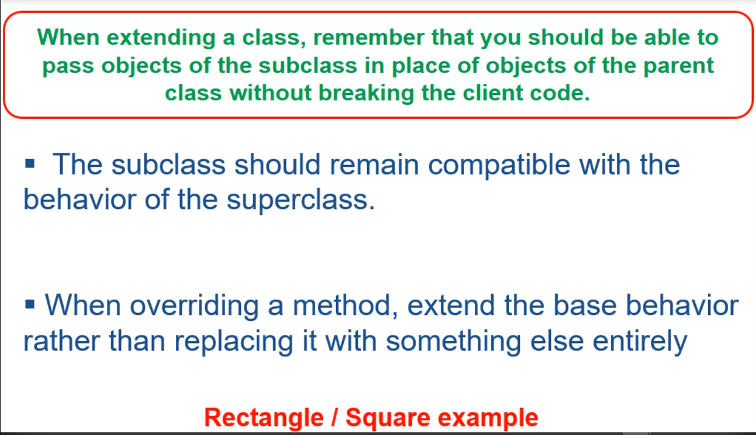 When extending a class, remember that you should be able to
pass objects of the subclass in place of objects of the parent
class without breaking the client code.
▪ The subclass should remain compatible with the
behavior of the superclass.
▪ When overriding a method, extend the base behavior
rather than replacing it with something else entirely
Rectangle / Square example